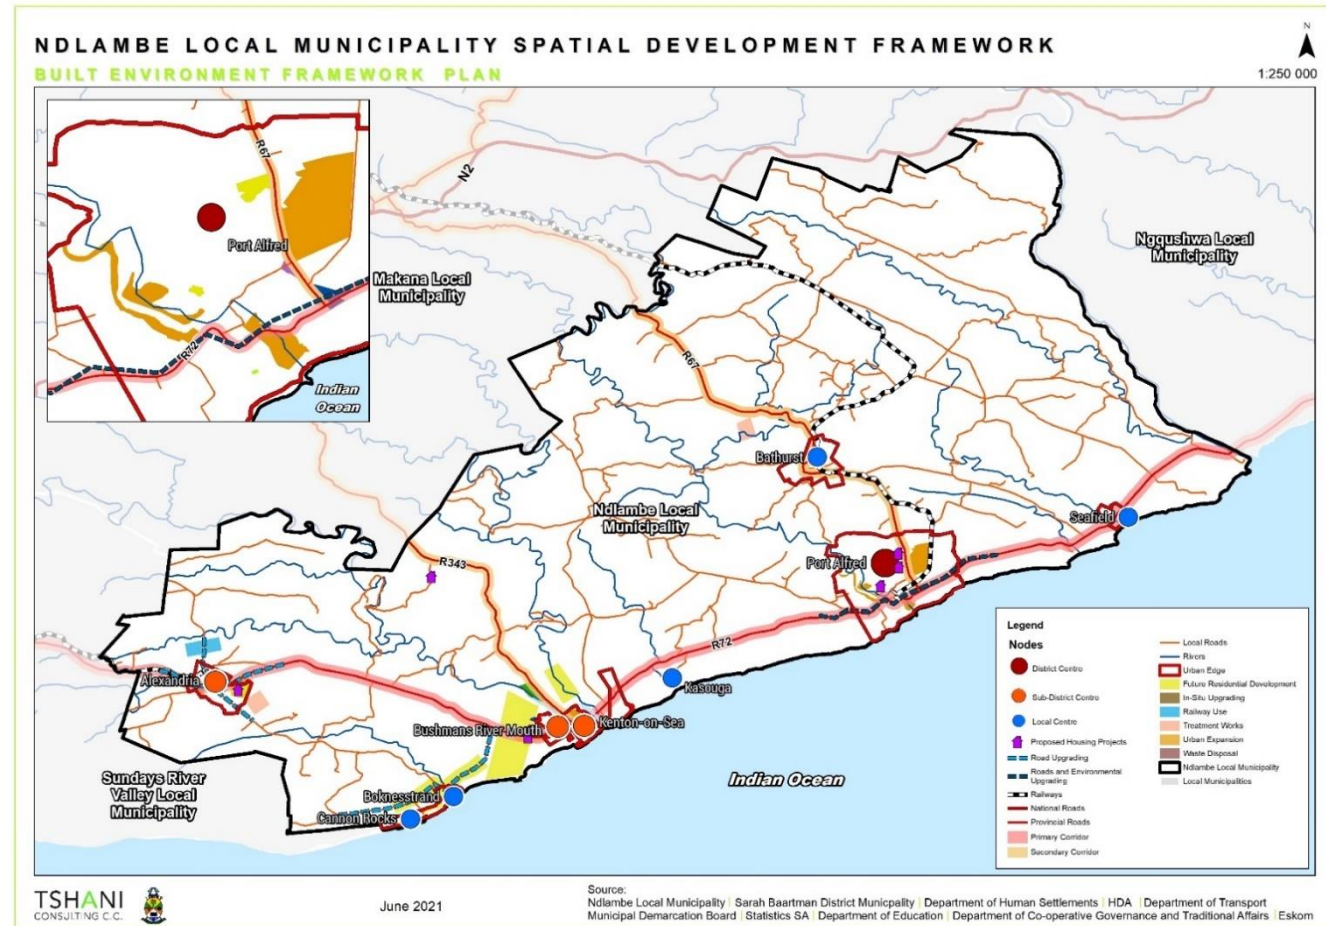 NDLAMBE LOCAL MUNICIPALITY SPATIAL DEVELOPMENT FRAMEWORK
BUILT ENVIRONMENT FRAMEWORK PLAN
N
1:250 000
R67
Port Alfred
R72
Indian
Ocean
N2
Makana Local
Municipality
Ngqushwa Local
Municipality
R67
Bathurst
Ndlambe Local
Municipality
Seafield
Port Alfred
R343
R72
Alexandria
Kasouga
Bushmans River Mouth
Kenton-on-Sea
Sundays River
Valley Local
Municipality
Boknesstrand
Cannon Rocks
Indian Ocean
Legend
Nodes
District Centre
Sub-District Centre
Local Centre
Proposed Housing Projects
Road Upgrading
Roads and Environmental
Upgrading
Railways
National Roads
Provincial Roads
Primary Corridor
Secondary Corridor
Local Roads
Rivers
Urban Edge
Future Residential Development
In-Situ Upgrading
Railway Use
Treatment Works
Urban Expansion
Waste Disposal
Ndlambe Local Municipality
Local Municipalities
TSHANI
CONSULTING C.C.
June 2021
Source:
Ndlambe Local Municipality | Sarah Baartman District Municpality | Department of Human Settlements | HDA | Department of Transport
Municipal Demarcation Board | Statistics SA | Department of Education | Department of Co-operative Governance and Traditional Affairs | Eskom